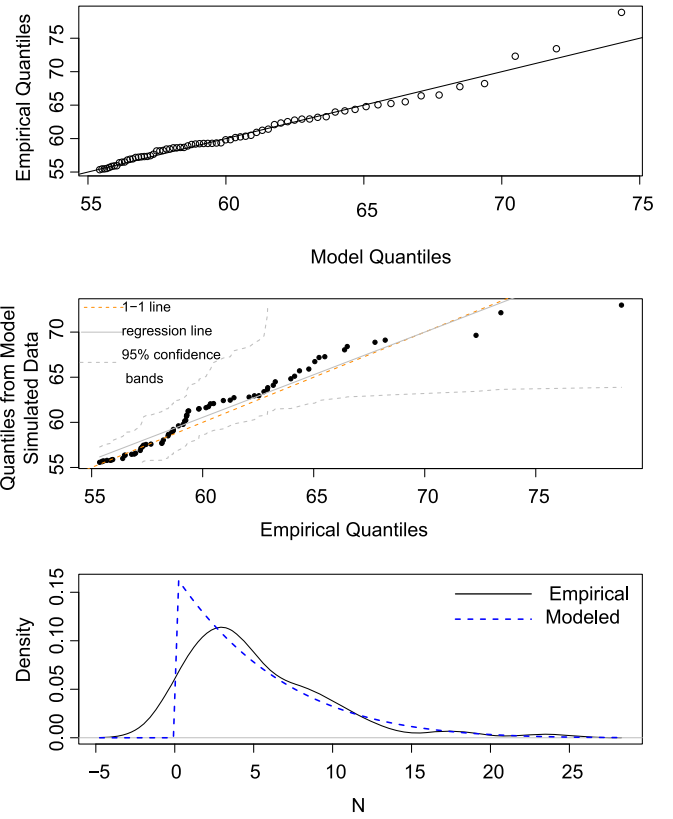 Empirical Quantiles
75
70
65
60
55
55 60 65 70 75
Model Quantiles
Quantiles from Model
Simulated Data
70
65
60
55
1−1 line
regression line
95% confidence
bands
55 60 65 70 75
Empirical Quantiles
Density
0.15
0.10
0.05
0.00
Empirical
Modeled
−5 0 5 10 15 20 25
N